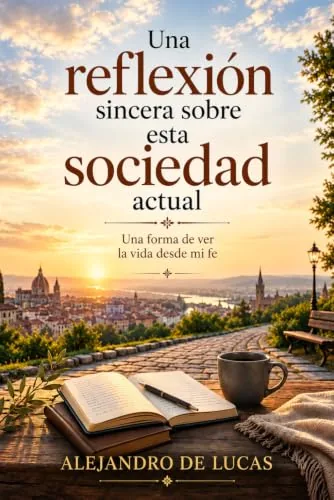 Una
reflexión
sincera sobre
esta
sociedad
actual
Una forma de ver
la vida desde mi fe
ALEJANDRO DE LUCAS